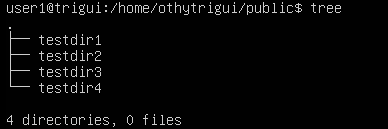 user1@trigui:/home/othytrigui/public$ tree
.
├── testdir1
├── testdir2
├── testdir3
└── testdir4
4 directories, 0 files